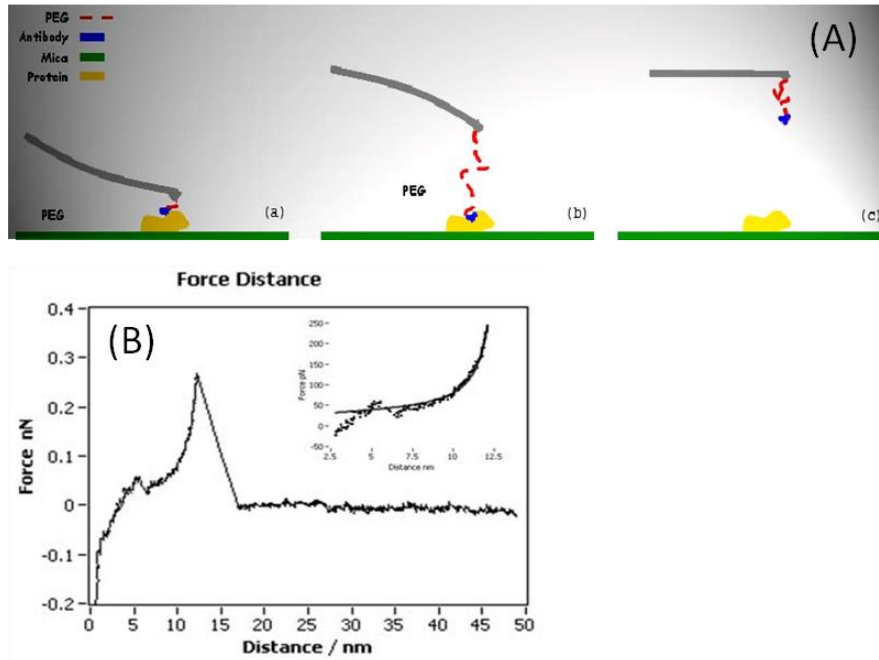 PEG
(A)
Antibody
Mica
Protein
PEG
PEG
(a)
(b)
(c)
Force Distance
(B)
0.4
0.3
0.2
0.1
0
-0.1
-0.2
Force nN
0 5 10 15 20 25 30 35 40 45 50
Distance / nm
250
200
150
100
50
0
-50
Force pN
2.5 5 7.5 10 12.5
Distance nm